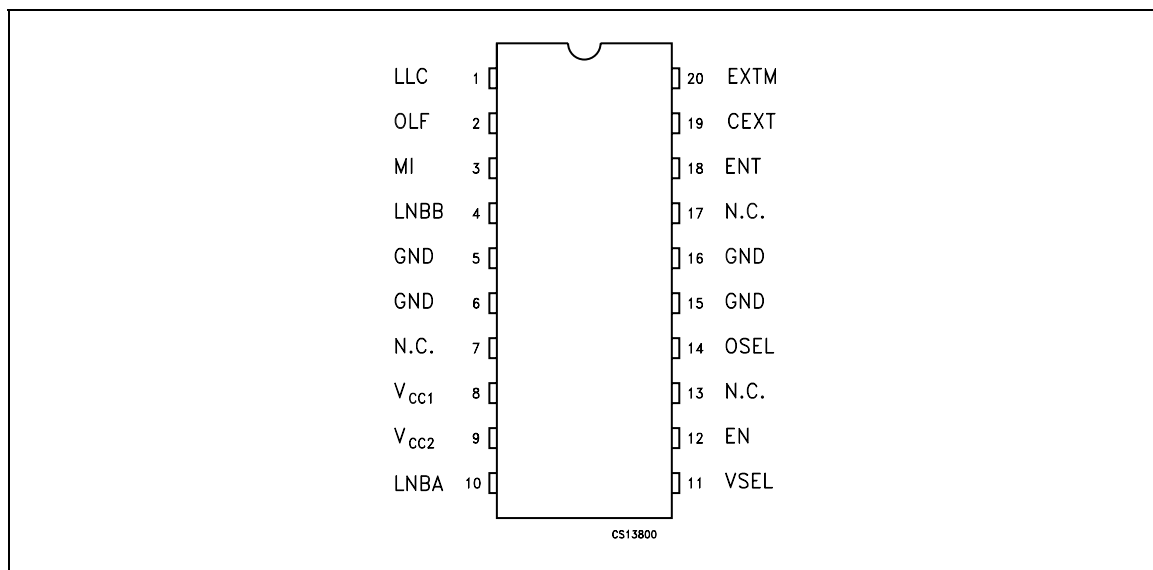 LLC 1 20 EXTM
OLF 2 19 CEXT
MI 3 18 ENT
LNBB 4 17 N.C.
GND 5 16 GND
GND 6 15 GND
N.C. 7 14 OSEL
VCC1 8 13 N.C.
VCC2 9 12 EN
LNBA 10 11 VSEL
CS13800